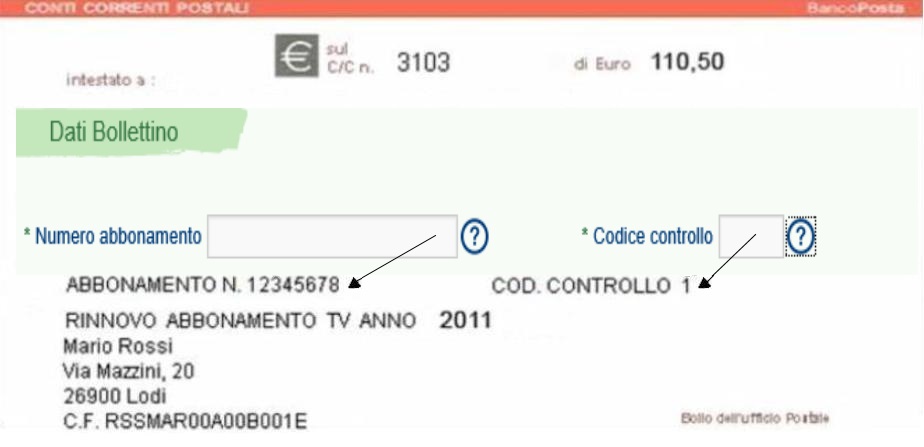 CONTI CORRENTI POSTALI BancoPosta
€ sul C/C n. 3103 di Euro 110,50
intestato a :
Dati Bollettino
* Numero abbonamento ? * Codice controllo ?
ABBONAMENTO N. 12345678 COD. CONTROLLO 1
RINNOVO ABBONAMENTO TV ANNO 2011
Mario Rossi
Via Mazzini, 20
26900 Lodi
C.F. RSSMAR00A00B001E Bollo dell'ufficio Postale